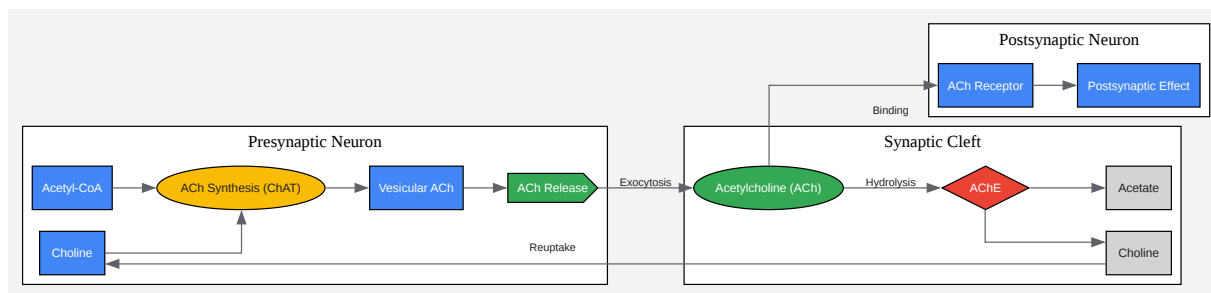 Postsynaptic Neuron
ACh Receptor
Postsynaptic Effect
Binding
Presynaptic Neuron
Synaptic Cleft
Acetyl-CoA
ACh Synthesis (ChAT)
Vesicular ACh
ACh Release
Exocytosis
Acetylcholine (ACh)
Hydrolysis
AChE
Acetate
Choline
Reuptake
Choline